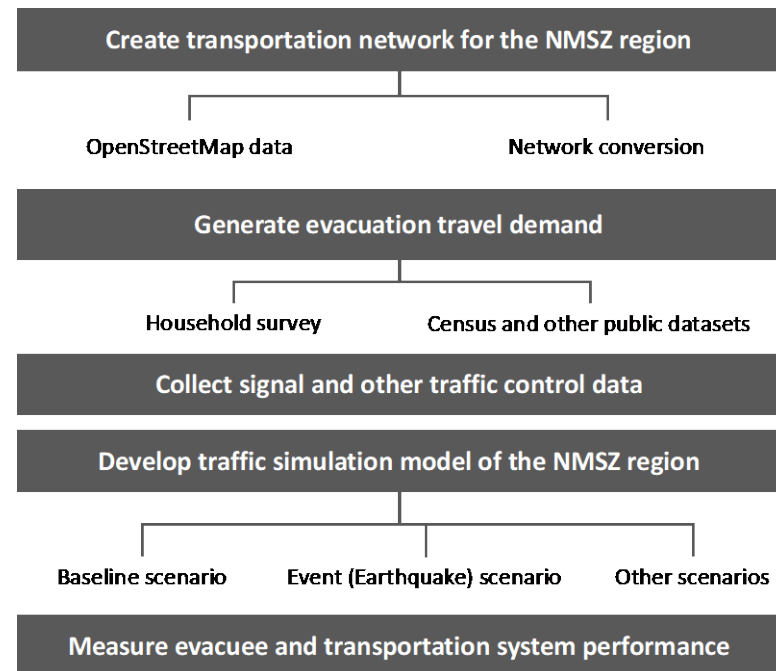 Create transportation network for the NMSZ region
OpenStreetMap data
Network conversion
Generate evacuation travel demand
Household survey
Census and other public datasets
Collect signal and other traffic control data
Develop traffic simulation model of the NMSZ region
Baseline scenario
Event (Earthquake) scenario
Other scenarios
Measure evacuee and transportation system performance